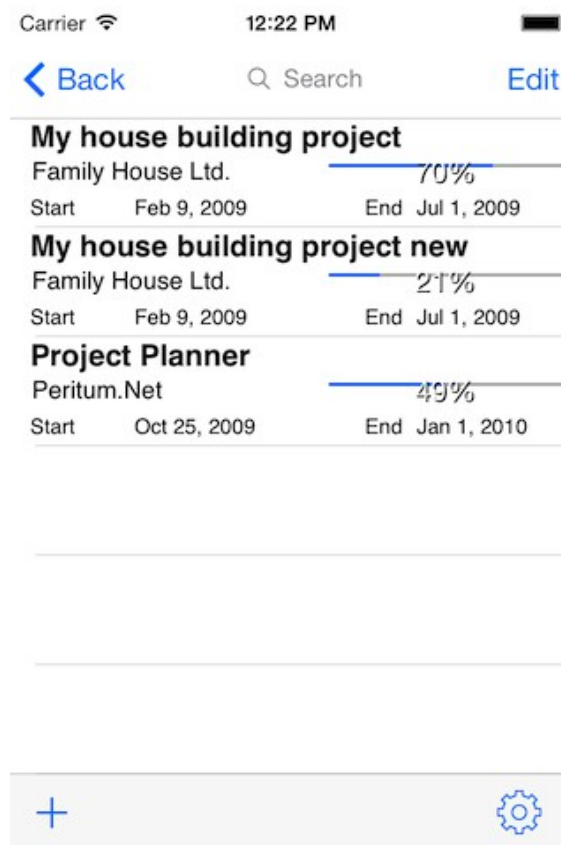 Carrier 12:22 PM
Back Search Edit
My house building project
Family House Ltd. 70%
Start Feb 9, 2009 End Jul 1, 2009
My house building project new
Family House Ltd. 21%
Start Feb 9, 2009 End Jul 1, 2009
Project Planner
Peritum.Net 49%
Start Oct 25, 2009 End Jan 1, 2010